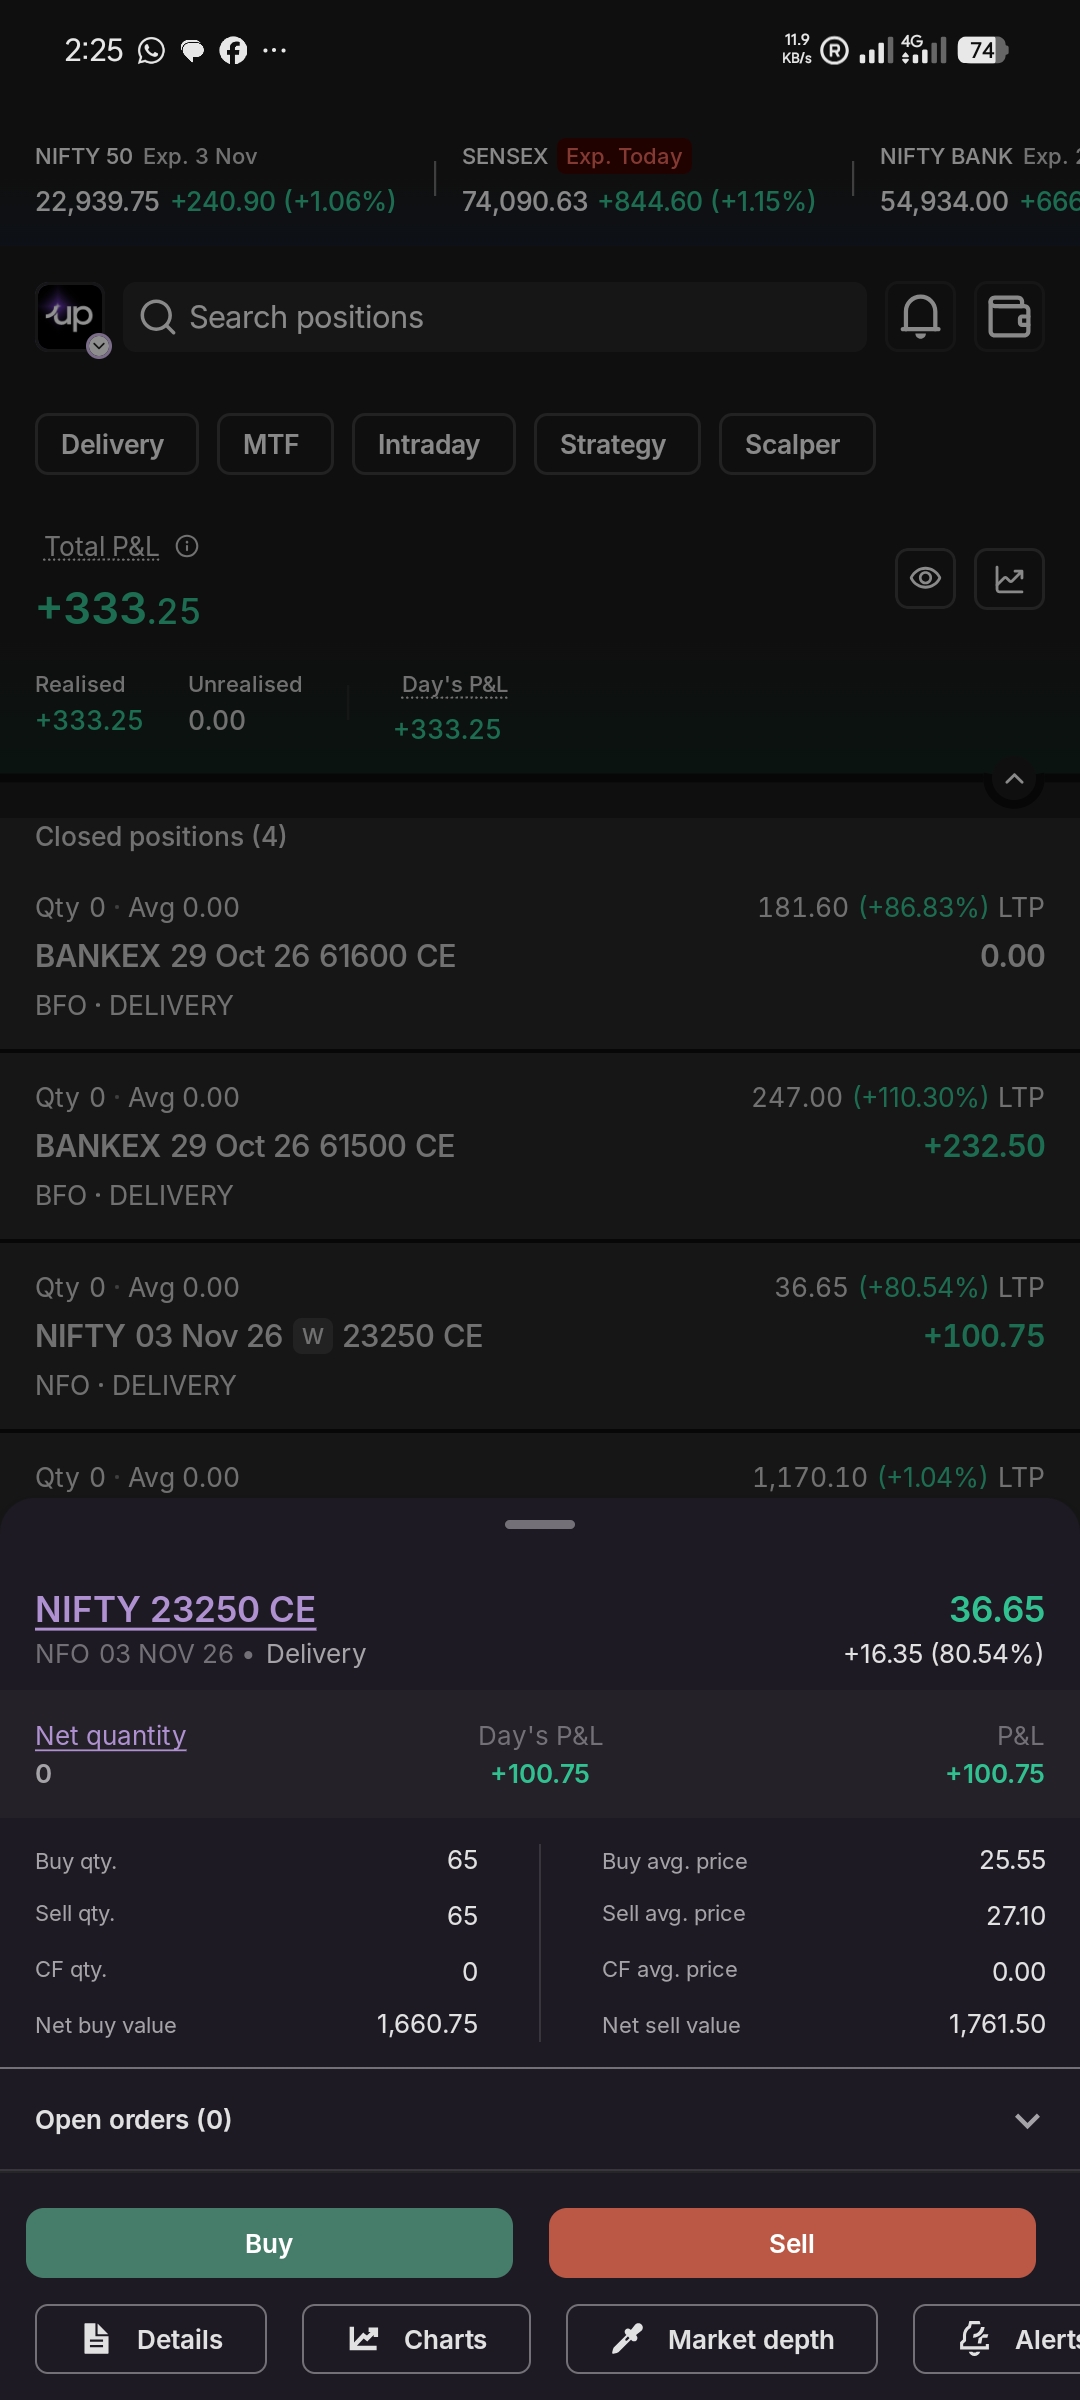 2:25 ... 11.9 KB/s R 4G 74
NIFTY 50 Exp. 3 Nov SENSEX Exp. Today NIFTY BANK Exp. 2
22,939.75 +240.90 (+1.06%) 74,090.63 +844.60 (+1.15%) 54,934.00 +666
up Search positions
Delivery MTF Intraday Strategy Scalper
Total P&L
+333.25
Realised Unrealised Day's P&L
+333.25 0.00 +333.25
Closed positions (4)
Qty 0 · Avg 0.00 181.60 (+86.83%) LTP
BANKEX 29 Oct 26 61600 CE 0.00
BFO · DELIVERY
Qty 0 · Avg 0.00 247.00 (+110.30%) LTP
BANKEX 29 Oct 26 61500 CE +232.50
BFO · DELIVERY
Qty 0 · Avg 0.00 36.65 (+80.54%) LTP
NIFTY 03 Nov 26 W 23250 CE +100.75
NFO · DELIVERY
Qty 0 · Avg 0.00 1,170.10 (+1.04%) LTP
NIFTY 23250 CE 36.65
NFO 03 NOV 26 • Delivery +16.35 (80.54%)
Net quantity Day's P&L P&L
0 +100.75 +100.75
Buy qty. 65 Buy avg. price 25.55
Sell qty. 65 Sell avg. price 27.10
CF qty. 0 CF avg. price 0.00
Net buy value 1,660.75 Net sell value 1,761.50
Open orders (0)
Buy Sell
Details Charts Market depth Alerts